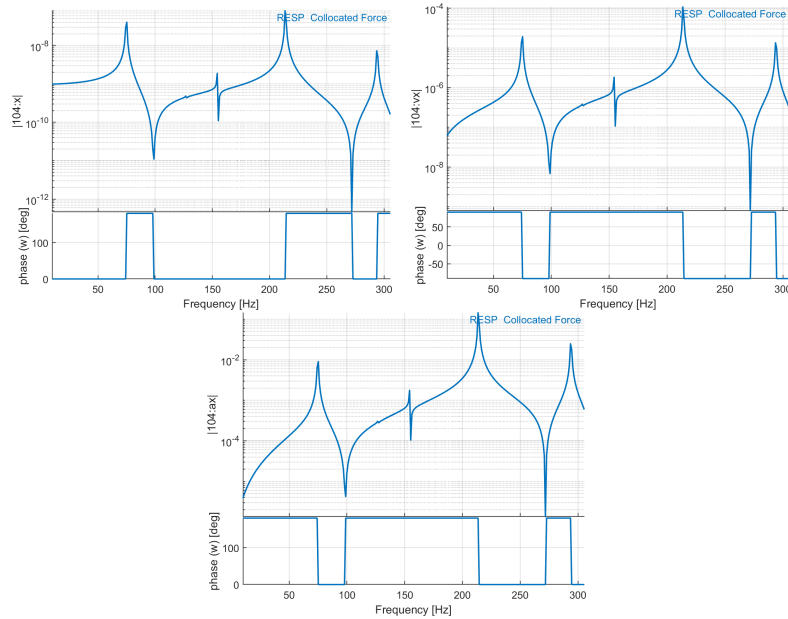 RESP Collocated Force
10^-8
10^-10
10^-12
|104:x|
100
0
phase (w) [deg]
50 100 150 200 250 300
Frequency [Hz]
RESP Collocated Force
10^-4
10^-6
10^-8
|104:vx|
50
0
-50
phase (w) [deg]
50 100 150 200 250 300
Frequency [Hz]
RESP Collocated Force
10^-2
10^-4
|104:ax|
100
0
phase (w) [deg]
50 100 150 200 250 300
Frequency [Hz]